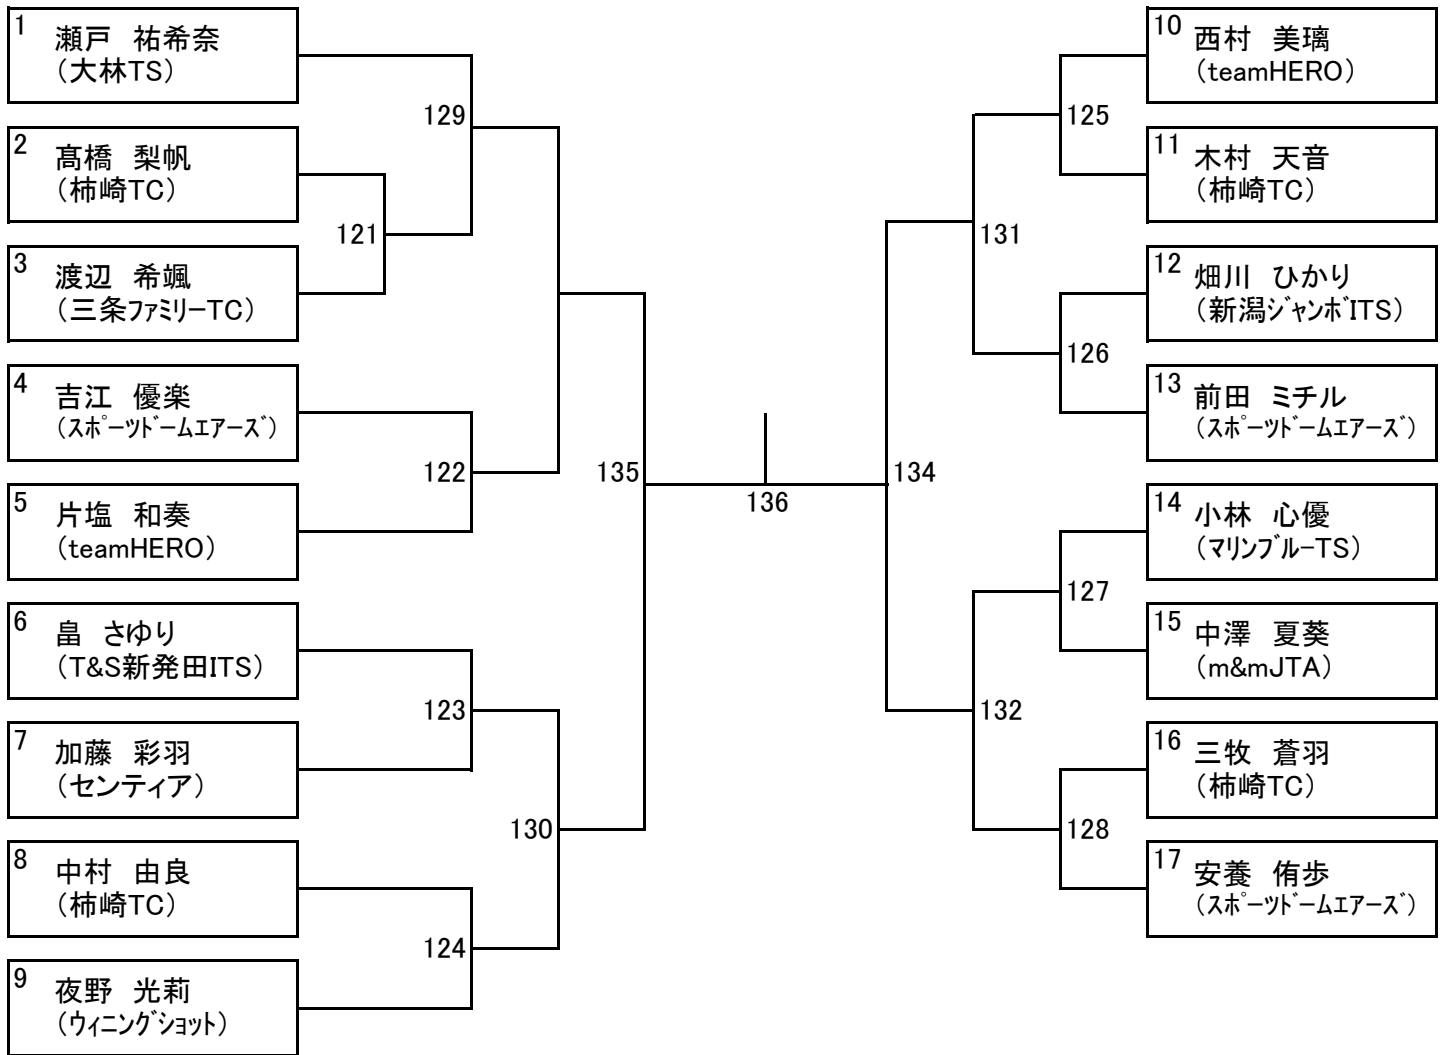 1
瀬戸　祐希奈
（大林TS）
2
髙橋　梨帆
（柿崎TC）
3
渡辺　希颯
（三条ﾌｧﾐﾘｰTC）
4
吉江　優楽
（ｽﾎﾟｰﾂﾄﾞｰﾑｴｱｰｽﾞ）
5
片塩　和奏
（teamHERO）
6
畠　さゆり
（T&S新発田ITS）
7
加藤　彩羽
（センティア）
8
中村　由良
（柿崎TC）
9
夜野　光莉
（ｳｨﾆﾝｸﾞｼｮｯﾄ）
129
121
122
123
130
124
135
136
134
131
132
125
126
127
128
10
西村　美璃
（teamHERO）
11
木村　天音
（柿崎TC）
12
畑川　ひかり
（新潟ｼﾞｬﾝﾎﾞITS）
13
前田　ミチル
（ｽﾎﾟｰﾂﾄﾞｰﾑｴｱｰｽﾞ）
14
小林　心優
（ﾏﾘﾝﾌﾞﾙｰTS）
15
中澤　夏葵
（m&mJTA）
16
三牧　蒼羽
（柿崎TC）
17
安養　侑歩
（ｽﾎﾟｰﾂﾄﾞｰﾑｴｱｰｽﾞ）